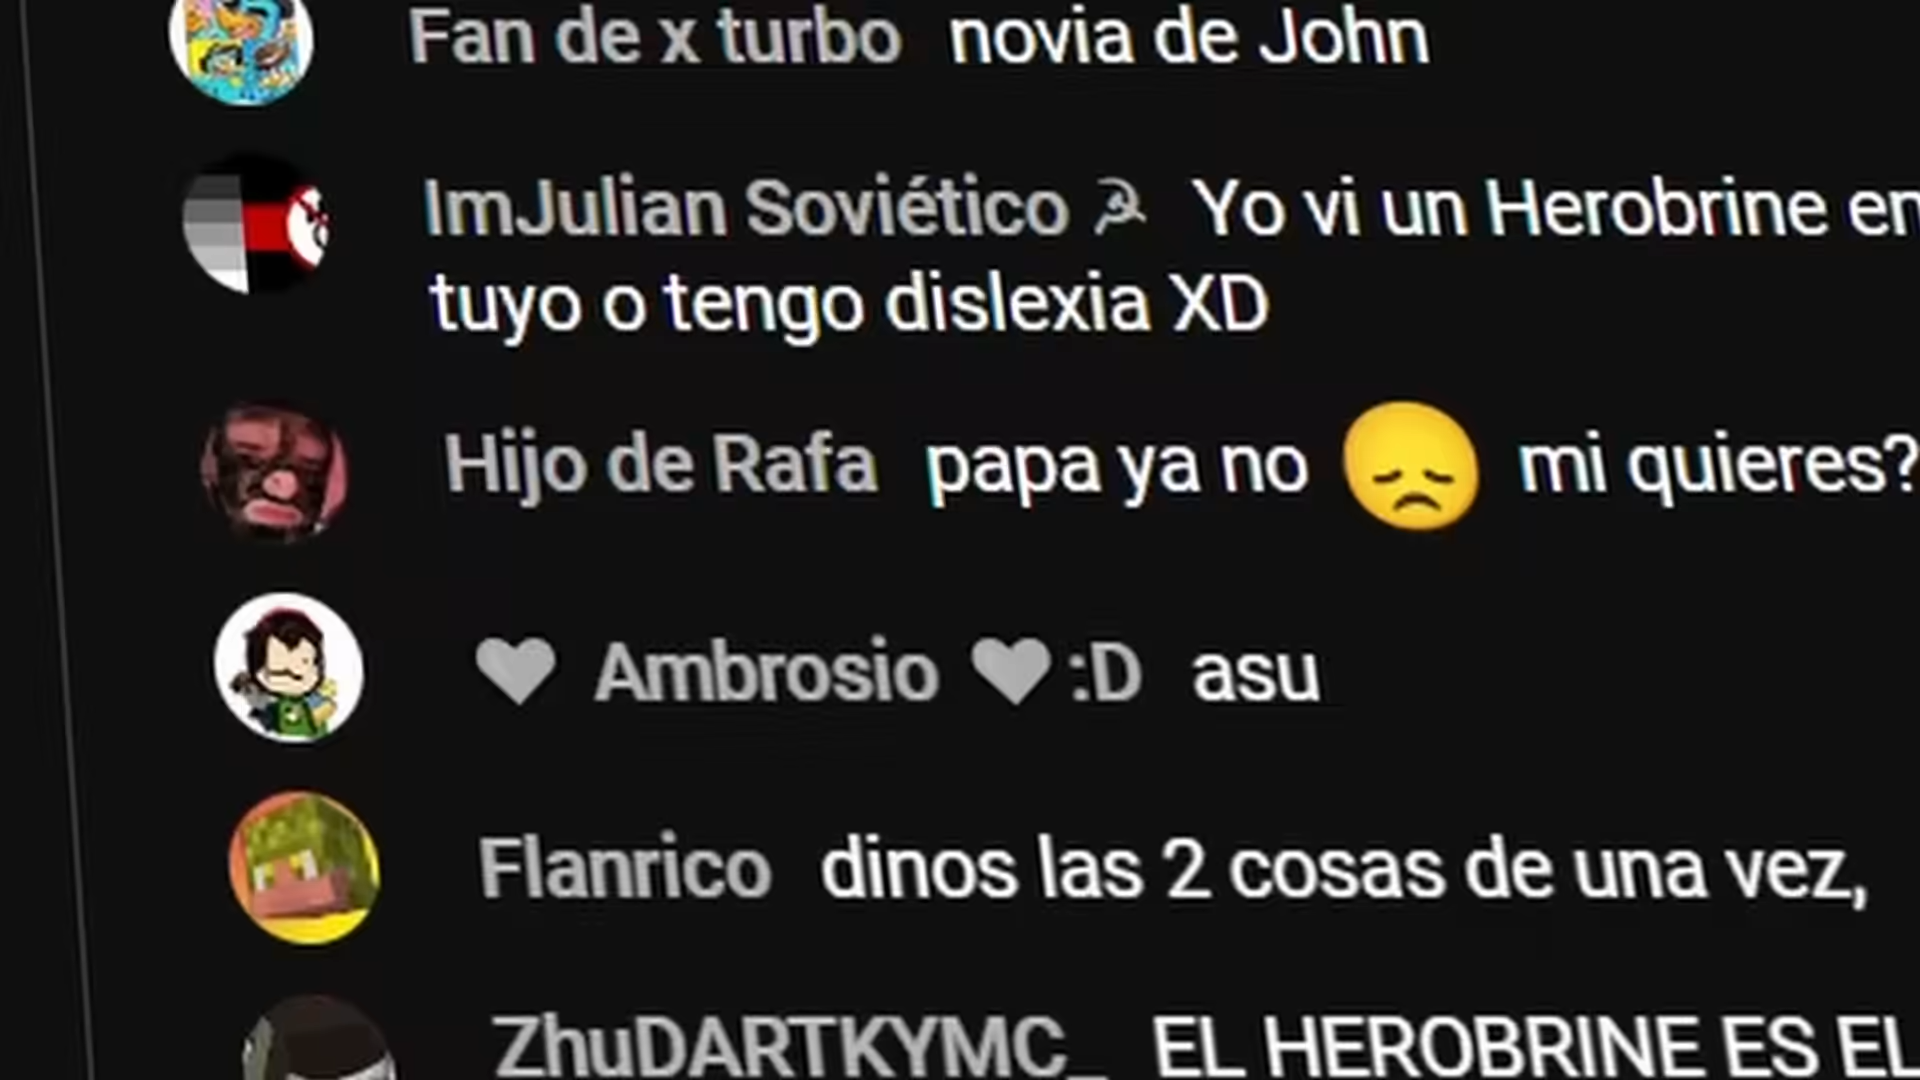 Fan de x turbo novia de John
ImJulian Soviético ☭ Yo vi un Herobrine en
tuyo o tengo dislexia XD
Hijo de Rafa papa ya no 😞 mi quieres?
🤍 Ambrosio 🤍 :D asu
Flanrico dinos las 2 cosas de una vez,
ZhuDARTKYMC_ EL HEROBRINE ES EL